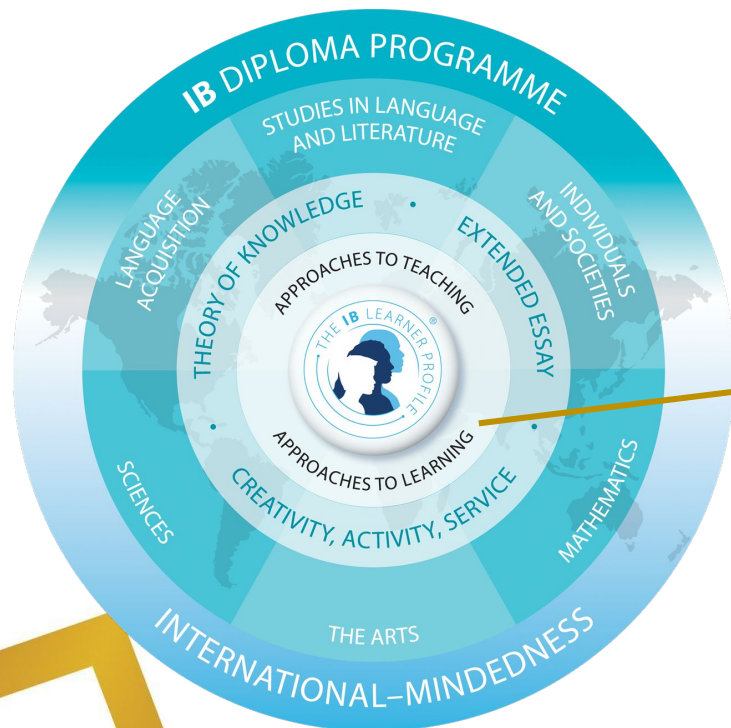 IB DIPLOMA PROGRAMME
STUDIES IN LANGUAGE
AND LITERATURE
LANGUAGE
ACQUISITION
INDIVIDUALS
AND SOCIETIES
THEORY OF KNOWLEDGE
•
EXTENDED ESSAY
APPROACHES TO TEACHING
THE IB LEARNER PROFILE
®
APPROACHES TO LEARNING
•
•
CREATIVITY, ACTIVITY, SERVICE
SCIENCES
MATHEMATICS
THE ARTS
INTERNATIONAL–MINDEDNESS